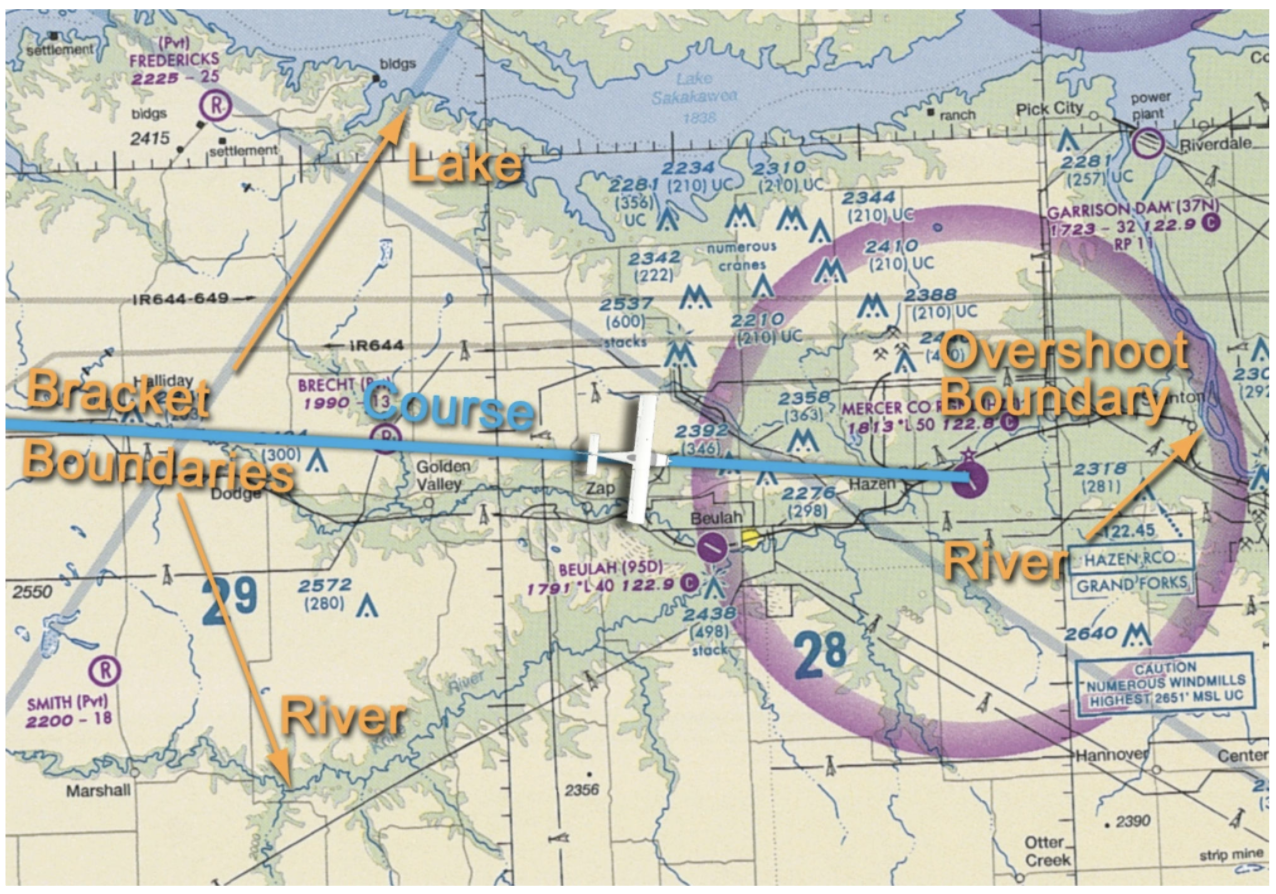 settlement
(Pvt)
FREDERICKS
2225 - 25
R
bldgs
bldgs
2415
settlement
Lake
Lake
Sakakawea
1838
ranch
Pick City
power
plant
Riverdale
2281
(257) UC
GARRISON DAM (37N)
1723 - 32 122.9 C
RP 11
2234
(210) UC
2310
(210) UC
2281
(356)
UC
2344
(210) UC
numerous
cranes
2342
(222)
2410
(210) UC
2388
(210) UC
2537
(600)
stacks
2210
(210) UC
IR644-649
IR644
Overshoot
Boundary
Bracket
Boundaries
Halliday
BRECHT
1990
13
Course
(300)
Golden
Valley
Dodge
Zap
2392
(346)
2358
(363)
MERCER CO
1813 *L 50 122.8 C
2276
(298)
Hazen
Beulah
2318
(281)
River
122.45
HAZEN RCO
GRAND FORKS
BEULAH (95D)
1791 *L 40 122.9 C
2438
(498)
stack
2550
29
2572
(280)
28
2640
CAUTION
NUMEROUS WINDMILLS
HIGHEST 2651' MSL UC
R
SMITH (Pvt)
2200 - 18
River
River
Marshall
2356
Hannover
Center
2390
Otter
Creek
strip mine